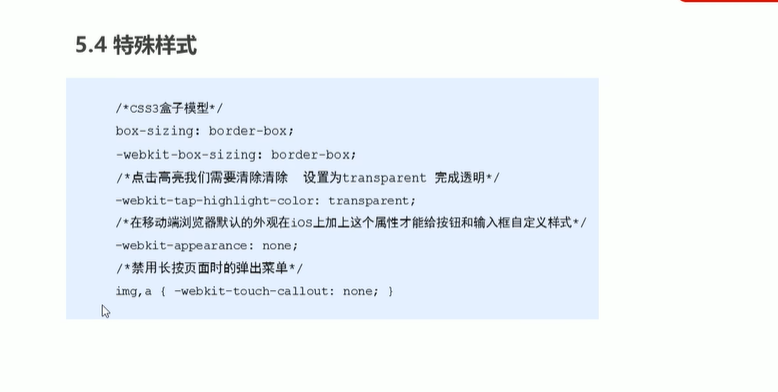 5.4 特殊样式
/*CSS3盒子模型*/
box-sizing: border-box;
-webkit-box-sizing: border-box;
/*点击高亮我们需要清除清除  设置为transparent 完成透明*/
-webkit-tap-highlight-color: transparent;
/*在移动端浏览器默认的外观在iOS上加上这个属性才能给按钮和输入框自定义样式*/
-webkit-appearance: none;
/*禁用长按页面时的弹出菜单*/
img,a { -webkit-touch-callout: none; }